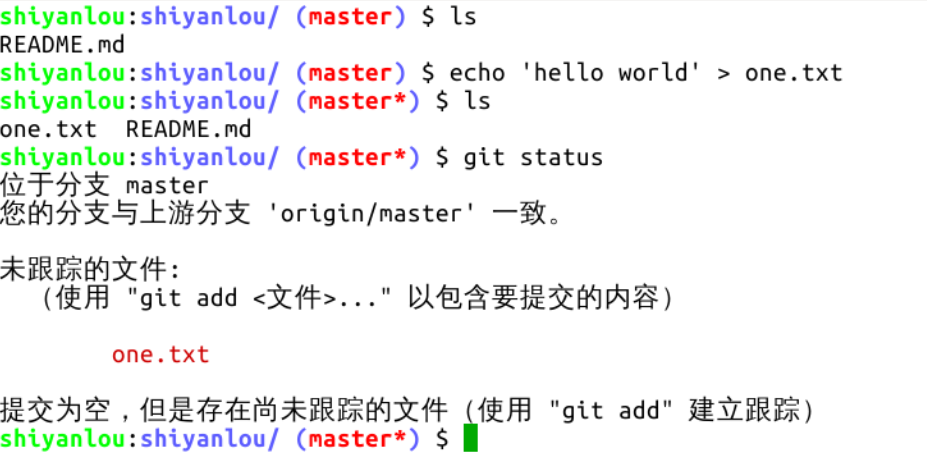 shiyanlou:shiyanlou/ (master) $ ls
README.md
shiyanlou:shiyanlou/ (master) $ echo 'hello world' > one.txt
shiyanlou:shiyanlou/ (master*) $ ls
one.txt  README.md
shiyanlou:shiyanlou/ (master*) $ git status
位于分支 master
您的分支与上游分支 'origin/master' 一致。
未跟踪的文件:
（使用 "git add <文件>..." 以包含要提交的内容）
one.txt
提交为空，但是存在尚未跟踪的文件（使用 "git add" 建立跟踪）
shiyanlou:shiyanlou/ (master*) $